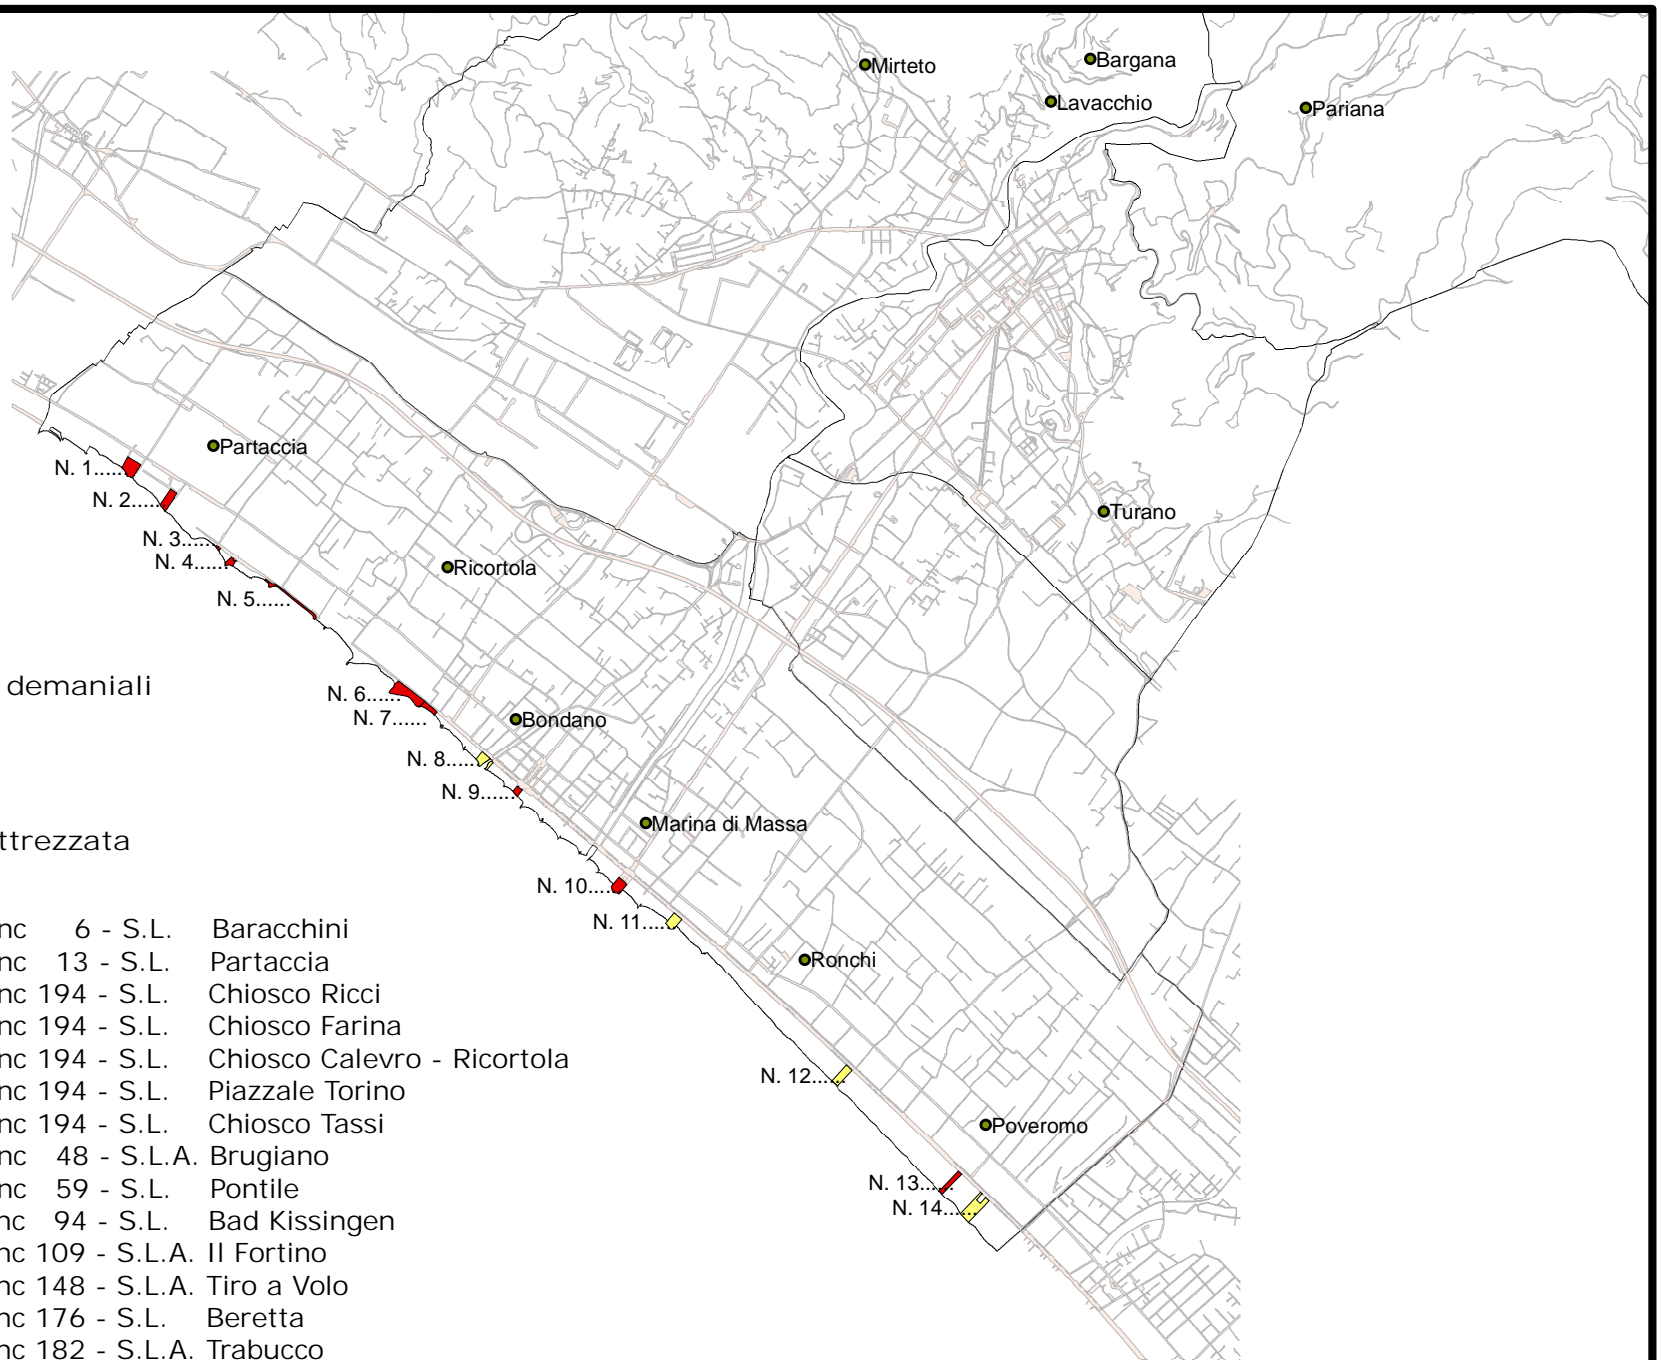 Mirteto
Bargana
Lavacchio
Pariana
Partaccia
N. 1......
N. 2......
Turano
N. 3......
N. 4......
Ricortola
N. 5......
demaniali
N. 6......
N. 7......
Bondano
N. 8......
N. 9......
Marina di Massa
ttrezzata
N. 10......
N. 11......
nc 6 - S.L. Baracchini
nc 13 - S.L. Partaccia
Ronchi
nc 194 - S.L. Chiosco Ricci
nc 194 - S.L. Chiosco Farina
nc 194 - S.L. Chiosco Calevro - Ricortola
N. 12......
nc 194 - S.L. Piazzale Torino
nc 194 - S.L. Chiosco Tassi
Poveromo
nc 48 - S.L.A. Brugiano
nc 59 - S.L. Pontile
N. 13......
N. 14......
nc 94 - S.L. Bad Kissingen
nc 109 - S.L.A. Il Fortino
nc 148 - S.L.A. Tiro a Volo
nc 176 - S.L. Beretta
nc 182 - S.L.A. Trabucco